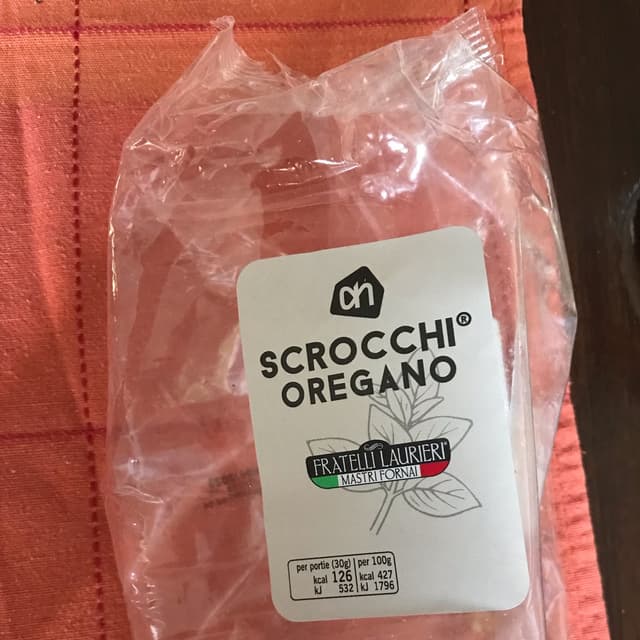 ah
SCROCCHI®
OREGANO
FRATELLI LAURIERI®
MASTRI FORNAI
per portie (30g) per 100g
kcal 126 kcal 427
kJ 532 kJ 1796